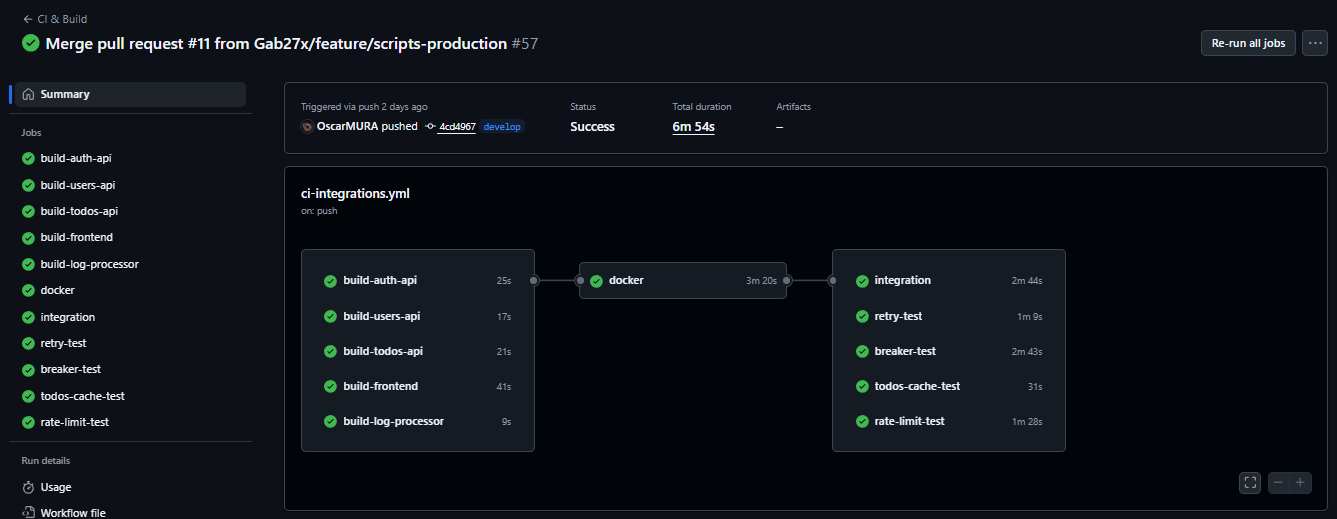 ← CI & Build
Merge pull request #11 from Gab27x/feature/scripts-production #57
Re-run all jobs
Summary
Jobs
build-auth-api
build-users-api
build-todos-api
build-frontend
build-log-processor
docker
integration
retry-test
breaker-test
todos-cache-test
rate-limit-test
Run details
Usage
Workflow file
Triggered via push 2 days ago
OscarMURA pushed 4cd4967 develop
Status
Success
Total duration
6m 54s
Artifacts
–
ci-integrations.yml
on: push
build-auth-api 25s
build-users-api 17s
build-todos-api 21s
build-frontend 41s
build-log-processor 9s
docker 3m 20s
integration 2m 44s
retry-test 1m 9s
breaker-test 2m 43s
todos-cache-test 31s
rate-limit-test 1m 28s